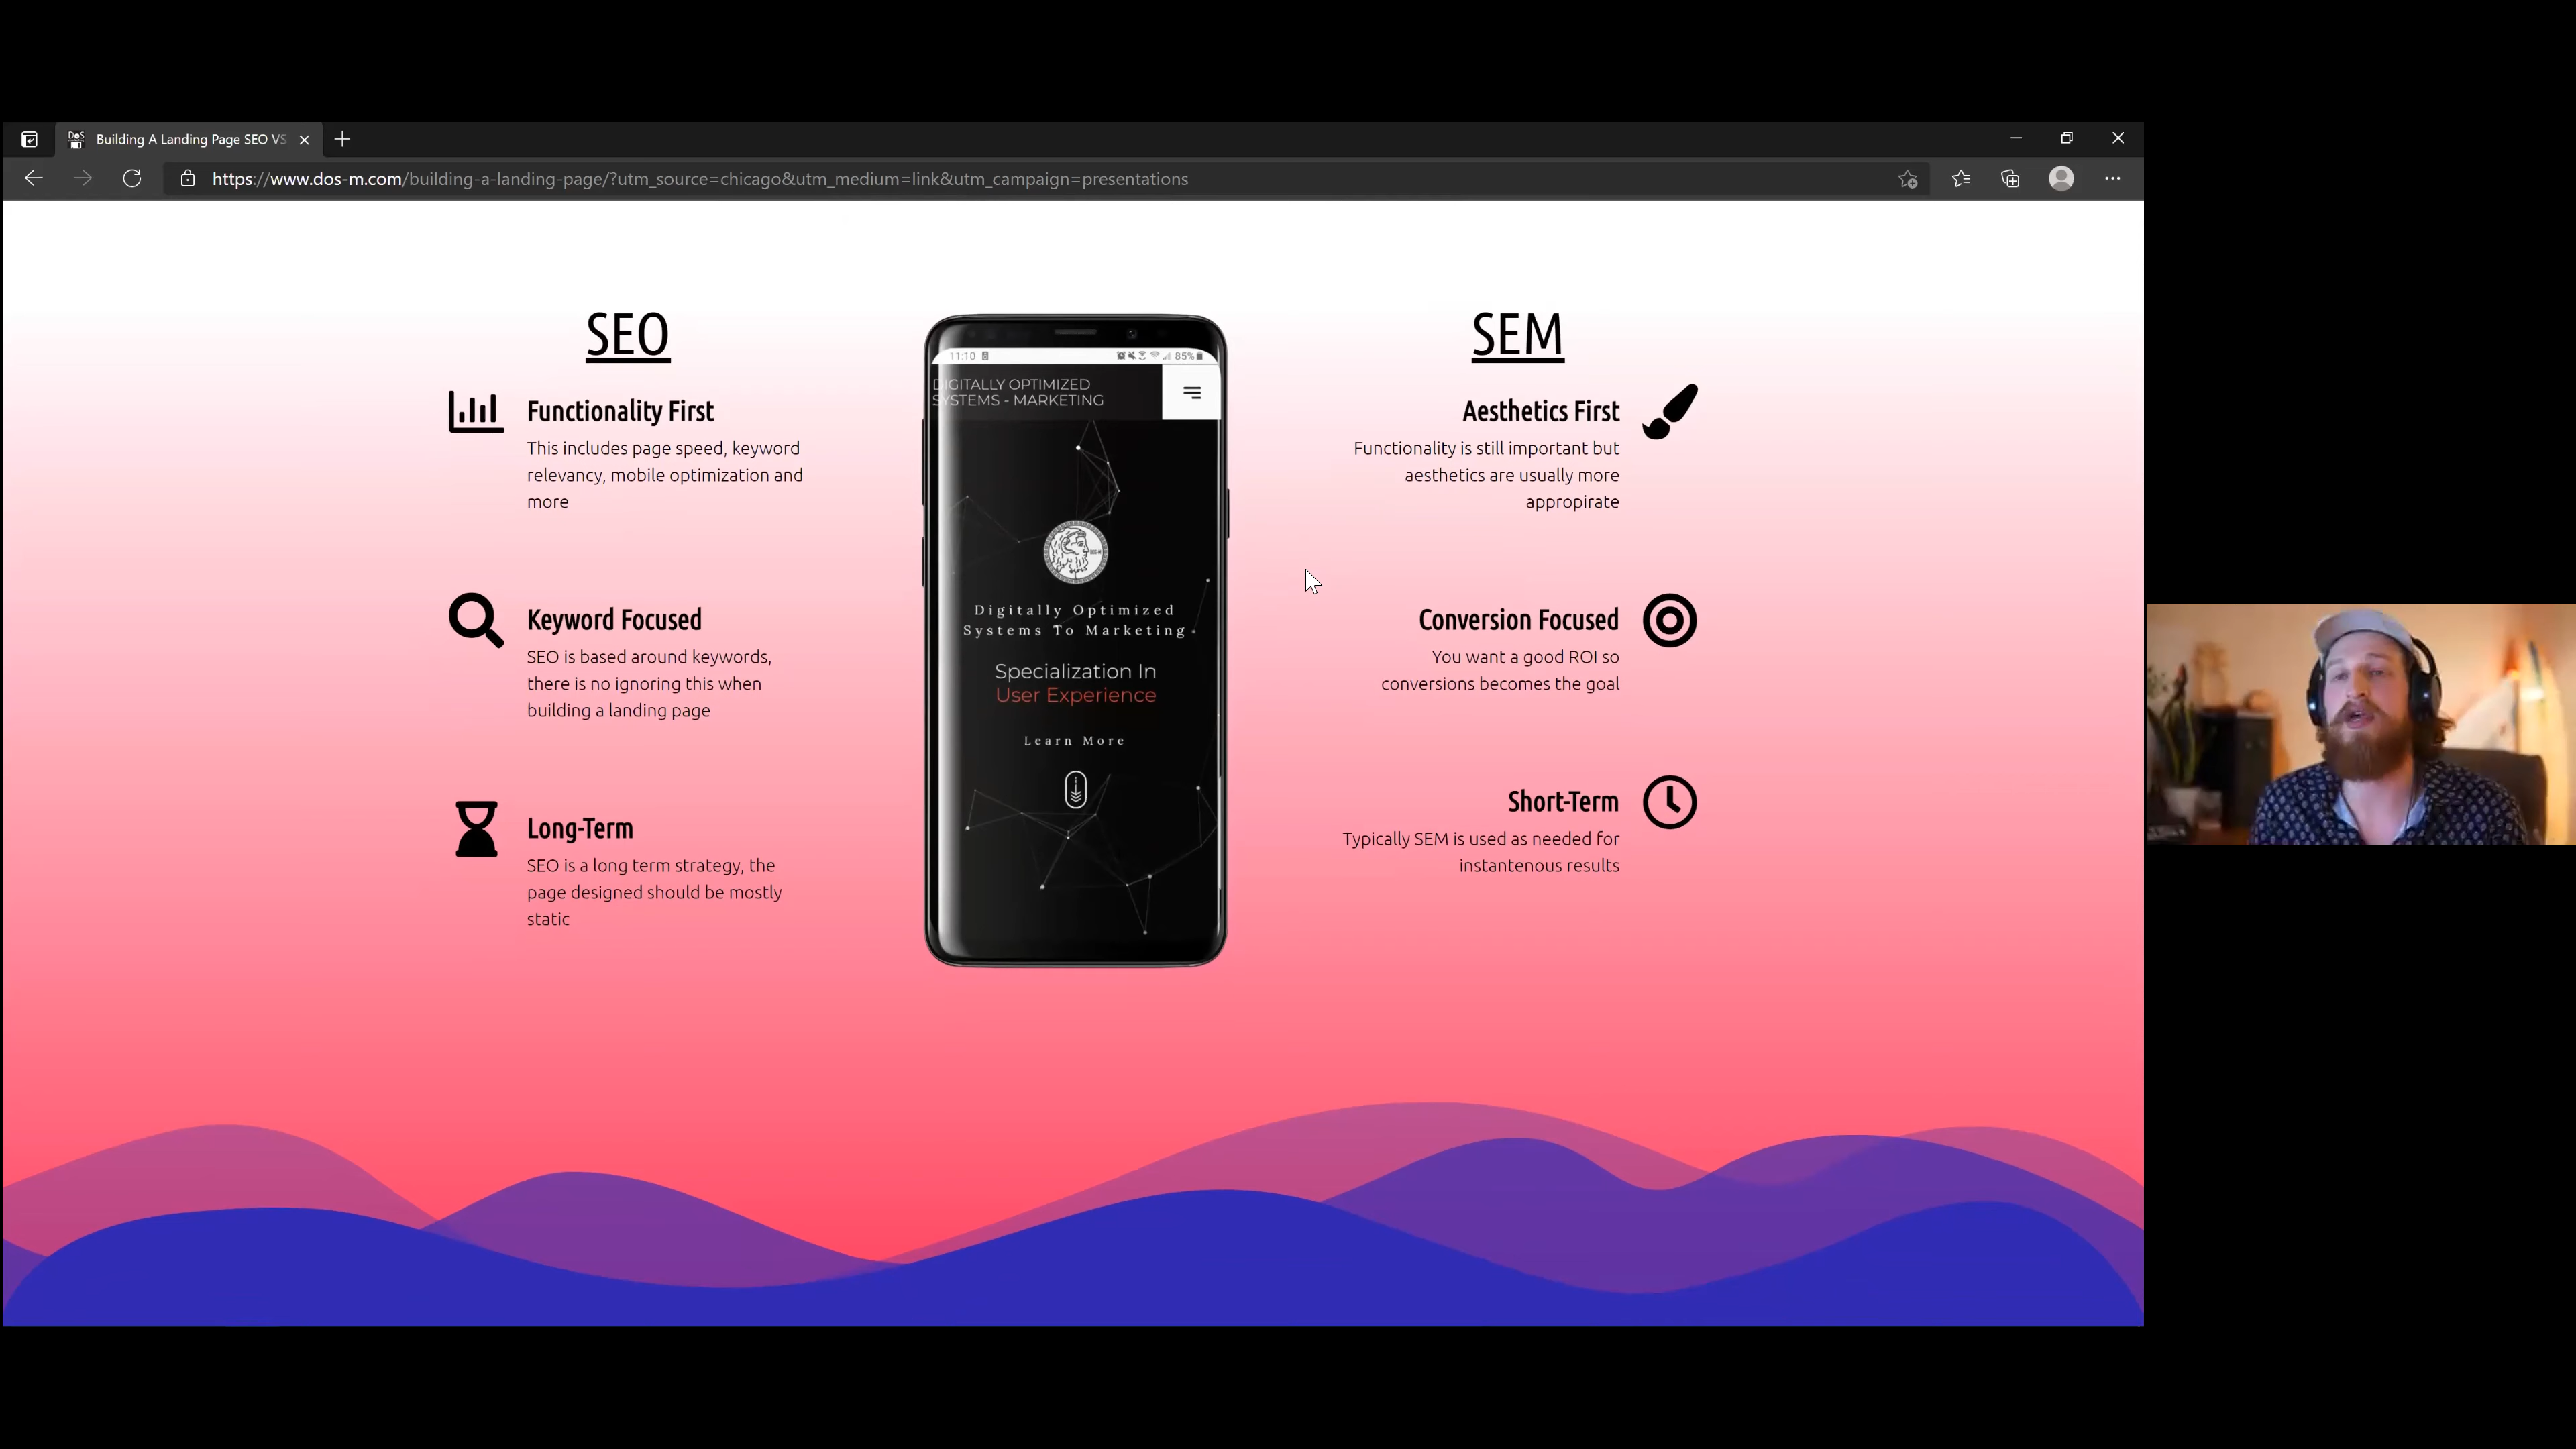 Building A Landing Page SEO VS
https://www.dos-m.com/building-a-landing-page/?utm_source=chicago&utm_medium=link&utm_campaign=presentations
SEO
Functionality First
This includes page speed, keyword
relevancy, mobile optimization and
more
Keyword Focused
SEO is based around keywords,
there is no ignoring this when
building a landing page
Long-Term
SEO is a long term strategy, the
page designed should be mostly
static
11:10
85%
DIGITALLY OPTIMIZED
SYSTEMS - MARKETING
Digitally Optimized
Systems To Marketing
Specialization In
User Experience
Learn More
SEM
Aesthetics First
Functionality is still important but
aesthetics are usually more
appropirate
Conversion Focused
You want a good ROI so
conversions becomes the goal
Short-Term
Typically SEM is used as needed for
instantenous results